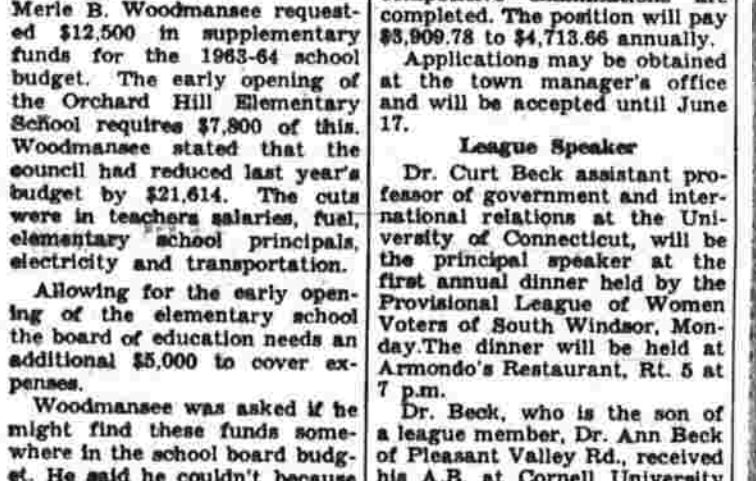 Merle B. Woodmansee request-
ed $12,500 in supplementary
funds for the 1963-64 school
budget. The early opening of
the Orchard Hill Elementary
School requires $7,800 of this.
Woodmansee stated that the
council had reduced last year's
budget by $21,614. The cuts
were in teachers salaries, fuel,
elementary school principals,
electricity and transportation.
Allowing for the early open-
ing of the elementary school
the board of education needs an
additional $5,000 to cover ex-
penses.
Woodmansee was asked if he
might find these funds some-
where in the school board budg-
et. He said he couldn't because
completed. The position will pay
$3,909.78 to $4,713.66 annually.
Applications may be obtained
at the town manager's office
and will be accepted until June
17.
League Speaker
Dr. Curt Beck assistant pro-
fessor of government and inter-
national relations at the Uni-
versity of Connecticut, will be
the principal speaker at the
first annual dinner held by the
Provisional League of Women
Voters of South Windsor, Mon-
day.The dinner will be held at
Armondo's Restaurant, Rt. 5 at
7 p.m.
Dr. Beck, who is the son of
a league member, Dr. Ann Beck
of Pleasant Valley Rd., received
his A.B. at Cornell University